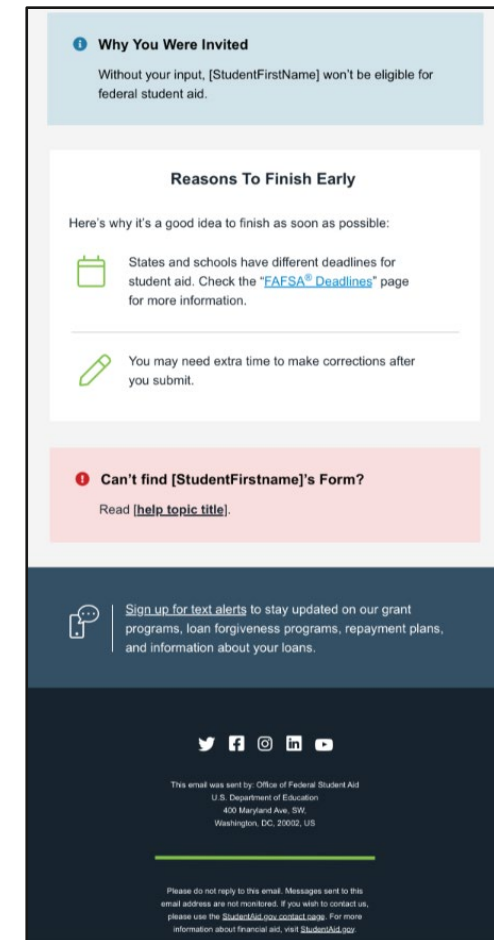 Why You Were Invited
Without your input, [StudentFirstName] won't be eligible for
federal student aid.
Reasons To Finish Early
Here's why it's a good idea to finish as soon as possible:
States and schools have different deadlines for
student aid. Check the “FAFSA® Deadlines” page
for more information.
You may need extra time to make corrections after
you submit.
Can't find [StudentFirstname]'s Form?
Read [help topic title].
Sign up for text alerts to stay updated on our grant
programs, loan forgiveness programs, repayment plans,
and information about your loans.
This email was sent by: Office of Federal Student Aid
U.S. Department of Education
400 Maryland Ave, SW,
Washington, DC, 20002, US
Please do not reply to this email. Messages sent to this
email address are not monitored. If you wish to contact us,
please use the StudentAid.gov contact page. For more
information about financial aid, visit StudentAid.gov.